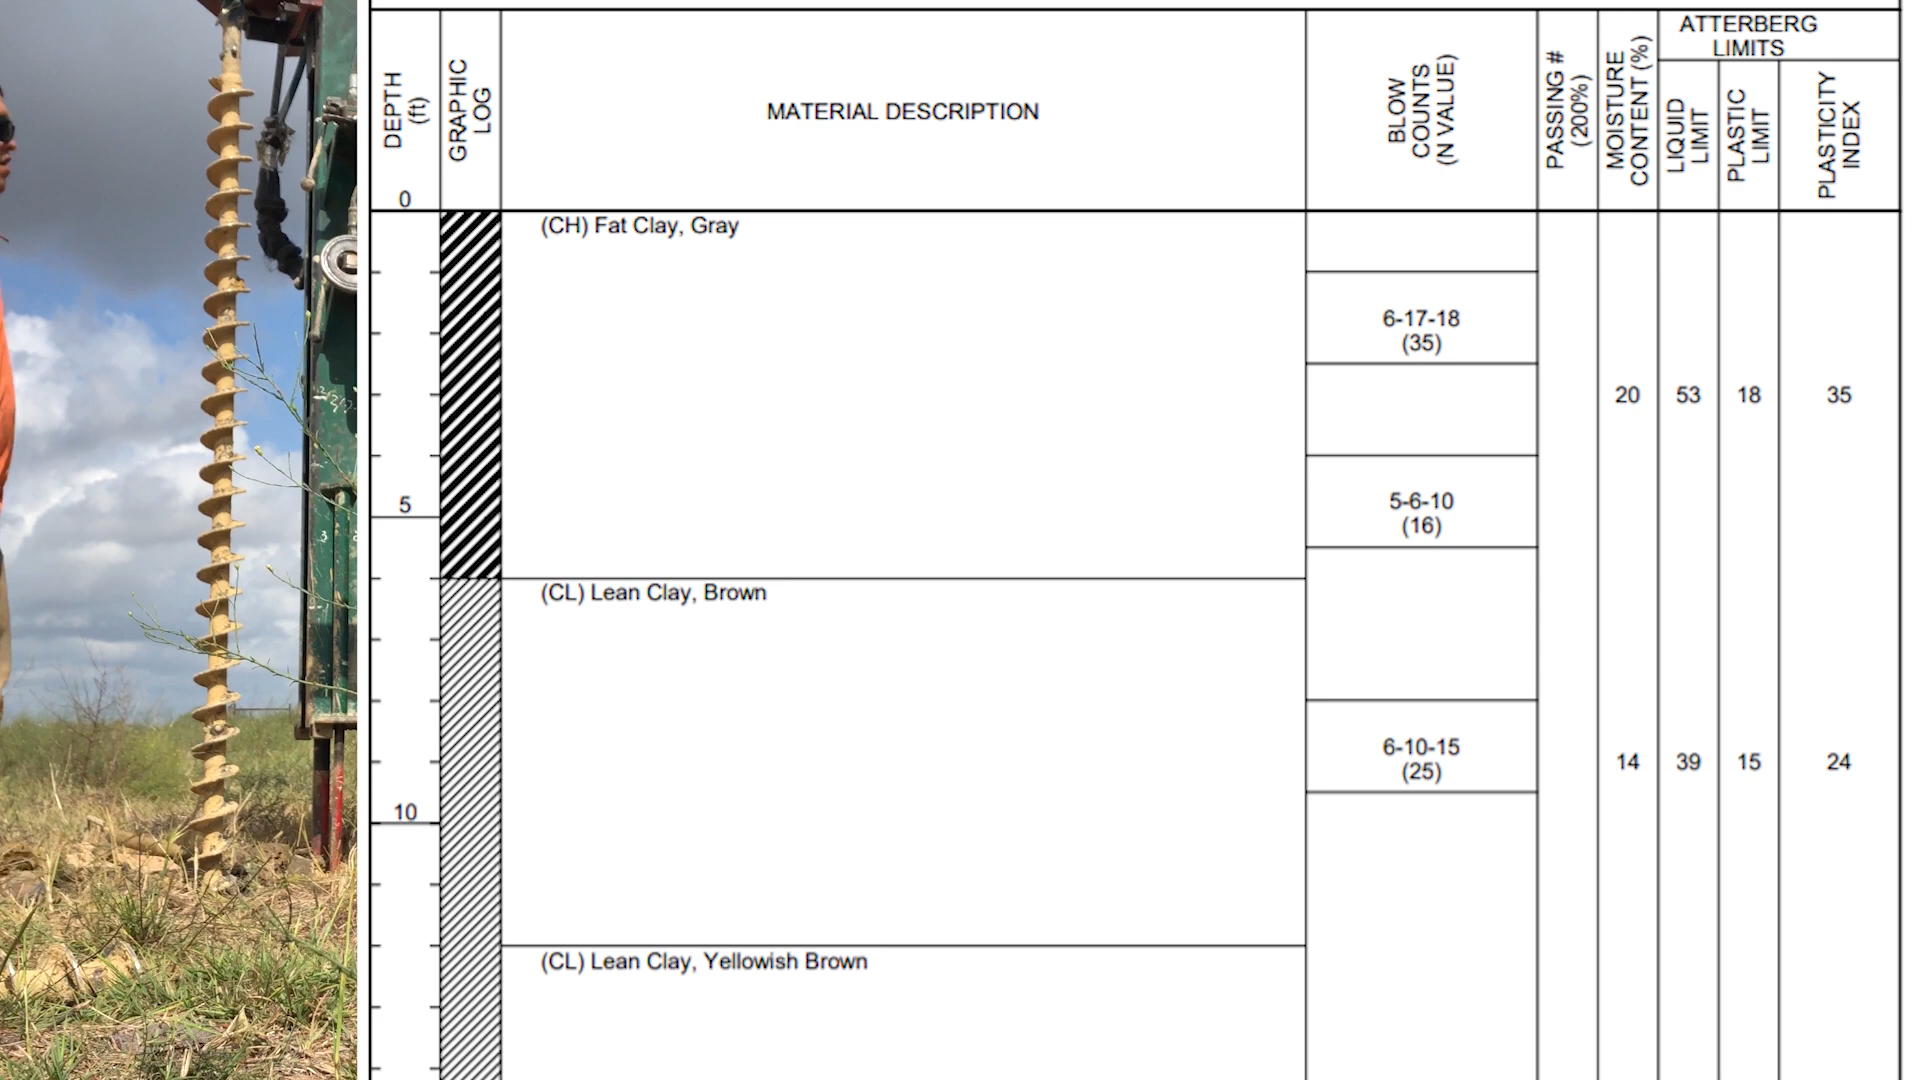 DEPTH
(ft)
GRAPHIC
LOG
MATERIAL DESCRIPTION
BLOW
COUNTS
(N VALUE)
PASSING #
(200%)
MOISTURE
CONTENT (%)
ATTERBERG
LIMITS
LIQUID
LIMIT
PLASTIC
LIMIT
PLASTICITY
INDEX
0
(CH) Fat Clay, Gray
6-17-18
(35)
20 53 18 35
5
5-6-10
(16)
(CL) Lean Clay, Brown
6-10-15
(25)
14 39 15 24
10
(CL) Lean Clay, Yellowish Brown